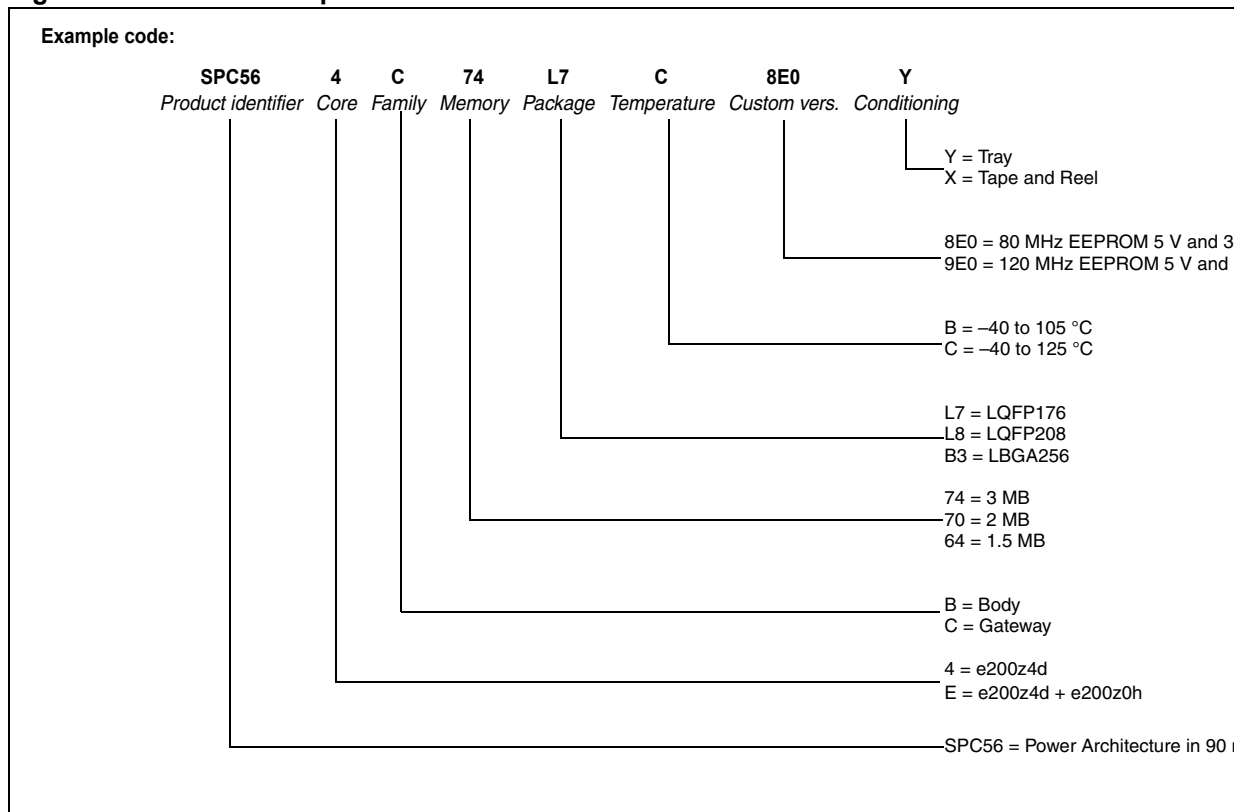 Example code:
SPC56 4 C 74 L7 C 8E0 Y
Product identifier Core Family Memory Package Temperature Custom vers. Conditioning
Y = Tray
X = Tape and Reel
8E0 = 80 MHz EEPROM 5 V and 3
9E0 = 120 MHz EEPROM 5 V and
B = –40 to 105 °C
C = –40 to 125 °C
L7 = LQFP176
L8 = LQFP208
B3 = LBGA256
74 = 3 MB
70 = 2 MB
64 = 1.5 MB
B = Body
C = Gateway
4 = e200z4d
E = e200z4d + e200z0h
SPC56 = Power Architecture in 90